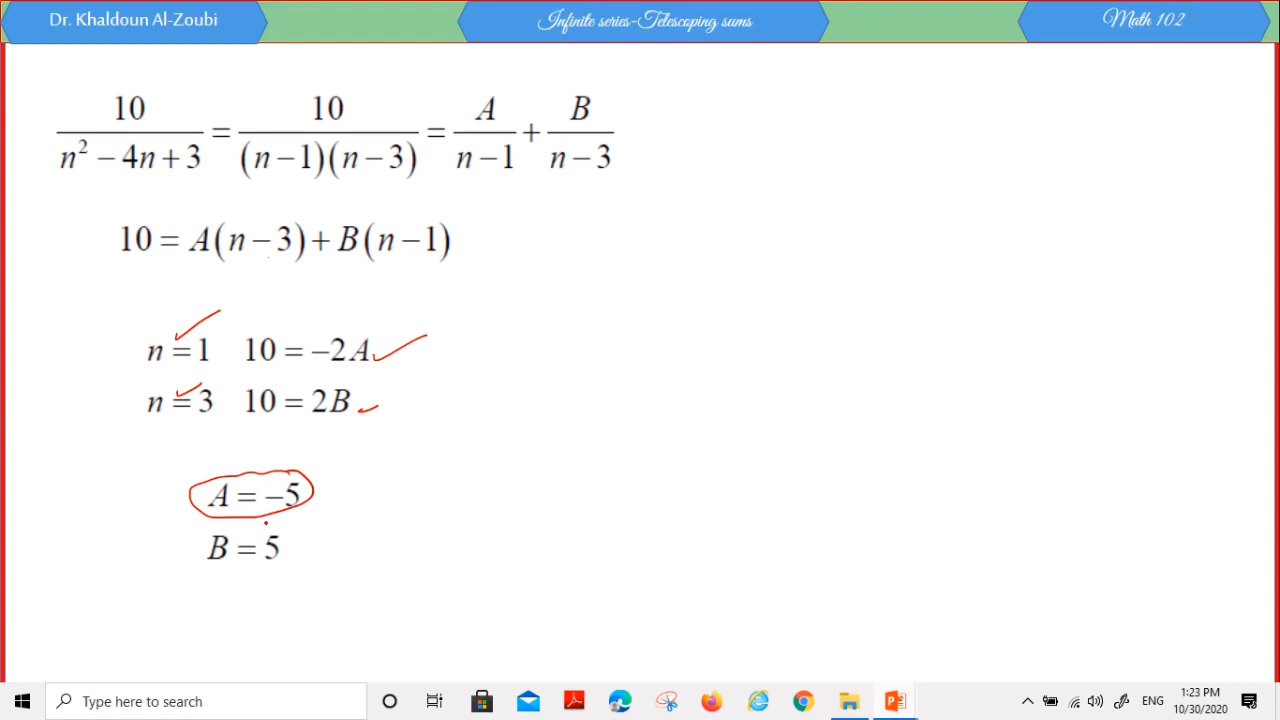 Dr. Khaldoun Al-Zoubi
Infinite series-Telescoping sums
Math 102
10/(n² − 4n + 3) = 10/((n − 1)(n − 3)) = A/(n − 1) + B/(n − 3)
10 = A(n − 3) + B(n − 1)
n = 1 10 = −2A
n = 3 10 = 2B
A = −5
B = 5
Type here to search
ENG
1:23 PM
10/30/2020